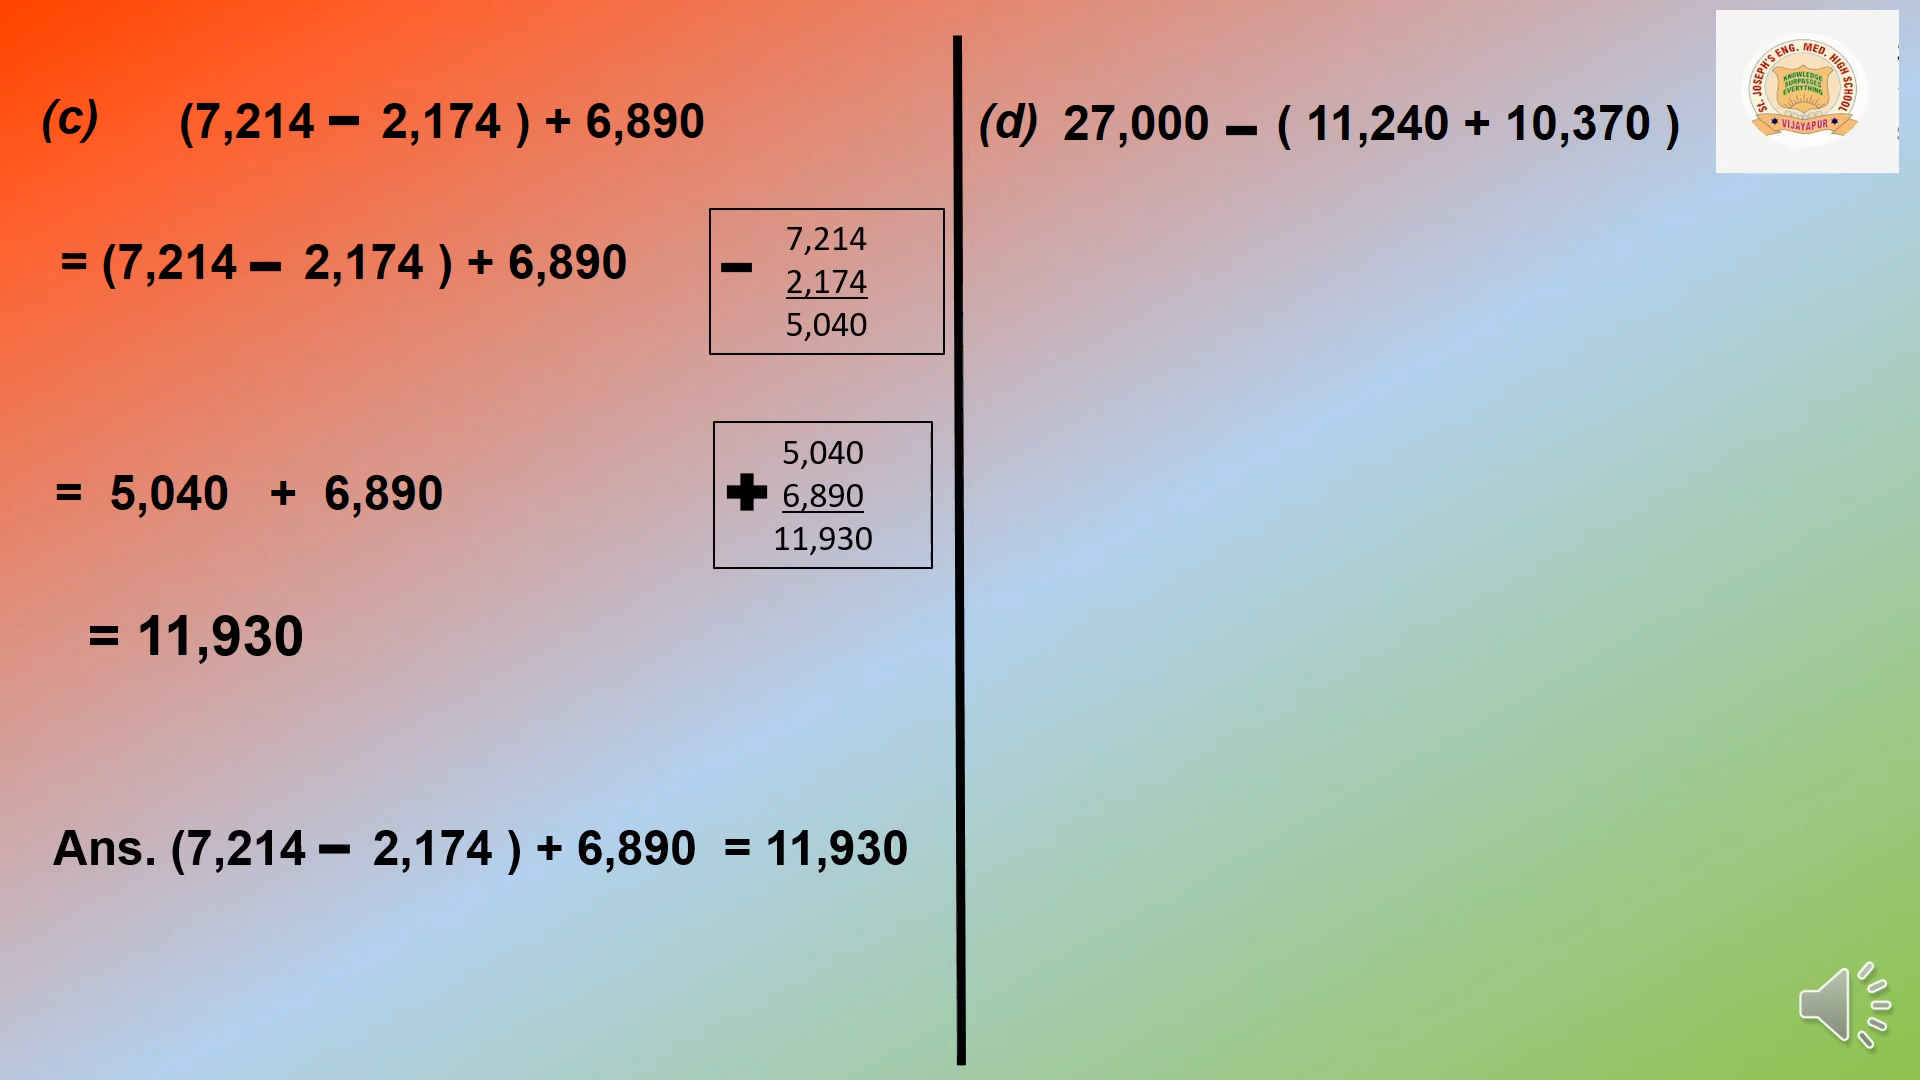 (c) (7,214 – 2,174 ) + 6,890
= (7,214 – 2,174 ) + 6,890
7,214
– 2,174
5,040
= 5,040 + 6,890
5,040
+ 6,890
11,930
= 11,930
Ans. (7,214 – 2,174 ) + 6,890 = 11,930
(d) 27,000 – ( 11,240 + 10,370 )
St. JOSEPH'S ENG. MED. HIGH SCHOOL
KNOWLEDGE
SURPASSES
EVERYTHING
VIJAYAPUR